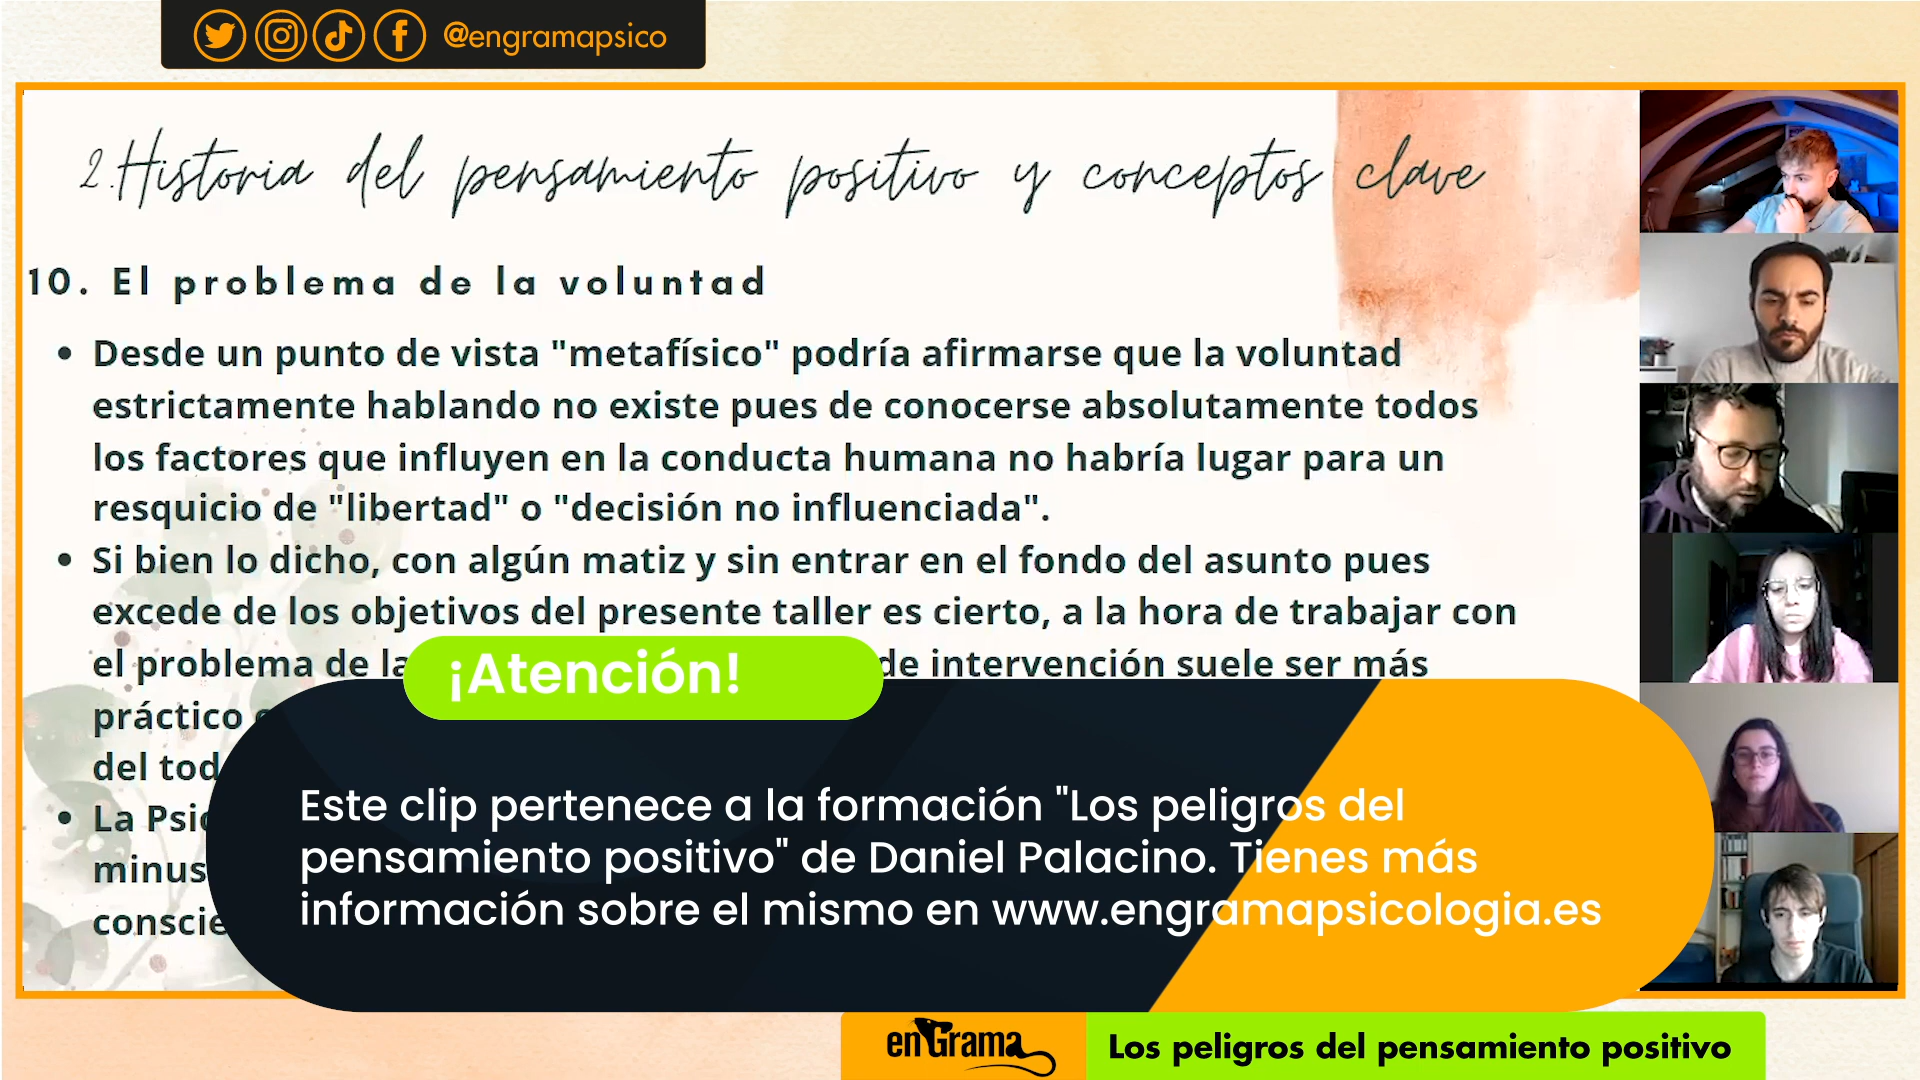 @engramapsico
2. Historia del pensamiento positivo y conceptos clave
10. El problema de la voluntad
• Desde un punto de vista "metafísico" podría afirmarse que la voluntad
estrictamente hablando no existe pues de conocerse absolutamente todos
los factores que influyen en la conducta humana no habría lugar para un
resquicio de "libertad" o "decisión no influenciada".
• Si bien lo dicho, con algún matiz y sin entrar en el fondo del asunto pues
excede de los objetivos del presente taller es cierto, a la hora de trabajar con
el problema de la de intervención suele ser más
práctico
del tod
• La Psic
minus
conscie
¡Atención!
Este clip pertenece a la formación "Los peligros del
pensamiento positivo" de Daniel Palacino. Tienes más
información sobre el mismo en www.engramapsicologia.es
enGrama
Los peligros del pensamiento positivo